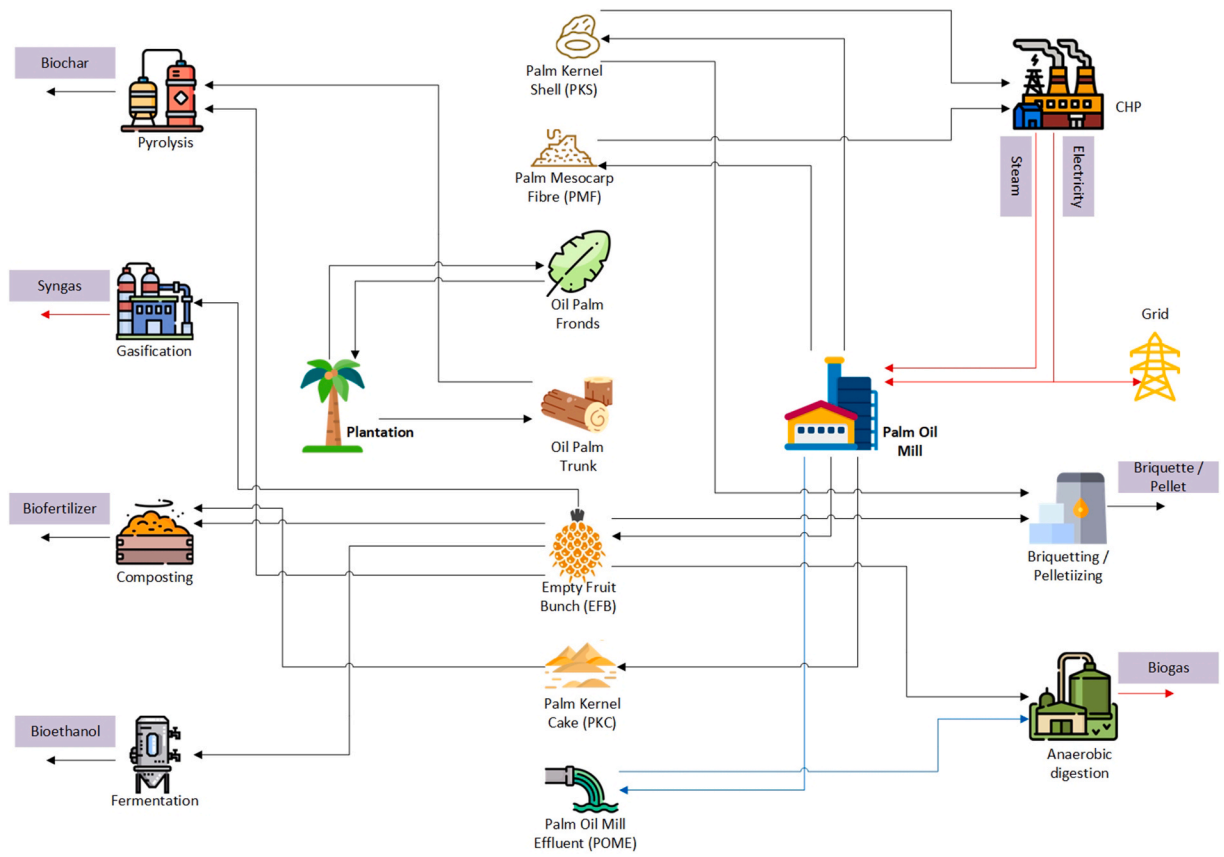 Biochar
Pyrolysis
Palm Kernel
Shell (PKS)
CHP
Steam
Electricity
Palm Mesocarp
Fibre (PMF)
Syngas
Gasification
Oil Palm
Fronds
Grid
Plantation
Oil Palm
Trunk
Palm Oil
Mill
Briquette /
Pellet
Biofertilizer
Composting
Empty Fruit
Bunch (EFB)
Briquetting /
Pelletiizing
Biogas
Palm Kernel
Cake (PKC)
Bioethanol
Fermentation
Anaerobic
digestion
Palm Oil Mill
Effluent (POME)